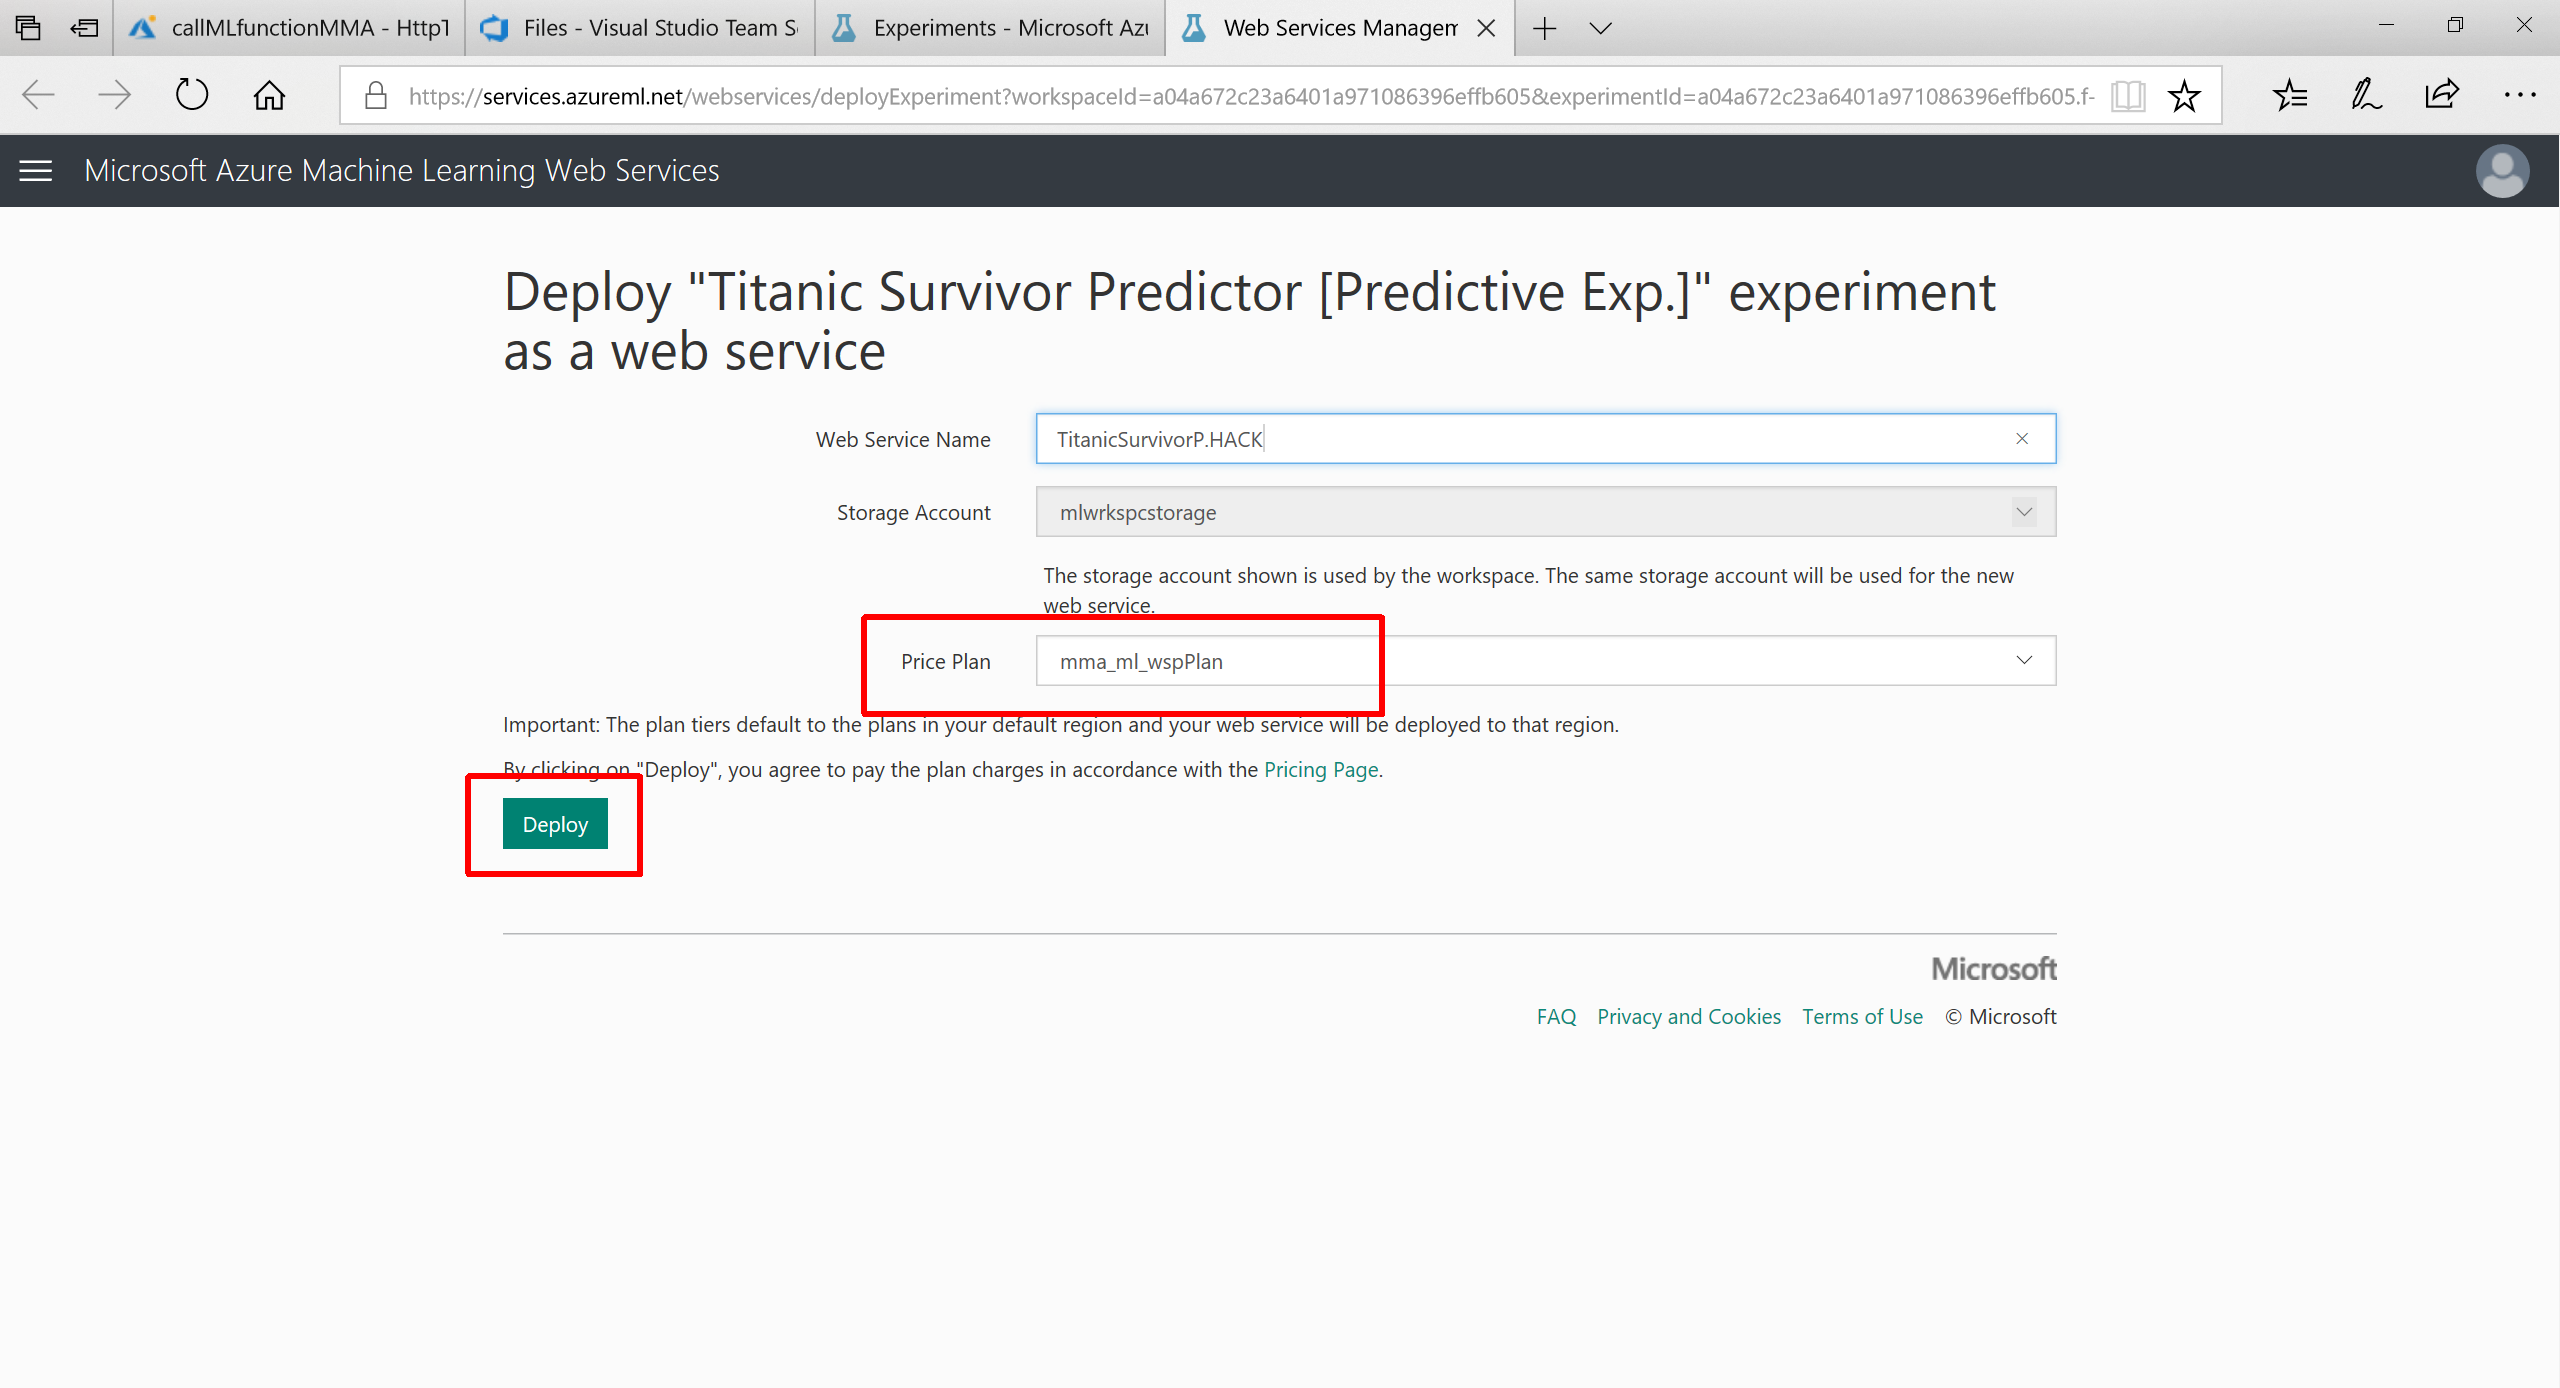 callMLfunctionMMA - Http
Files - Visual Studio Team S
Experiments - Microsoft Az
Web Services Managem
https://services.azureml.net/webservices/deployExperiment?workspaceId=a04a672c23a6401a971086396effb605&experimentId=a04a672c23a6401a971086396effb605.f-
Microsoft Azure Machine Learning Web Services
Deploy "Titanic Survivor Predictor [Predictive Exp.]" experiment
as a web service
Web Service Name
TitanicSurvivorP.HACK
Storage Account
mlwrkspcstorage
The storage account shown is used by the workspace. The same storage account will be used for the new
web service.
Price Plan
mma_ml_wspPlan
Important: The plan tiers default to the plans in your default region and your web service will be deployed to that region.
By clicking on "Deploy", you agree to pay the plan charges in accordance with the Pricing Page.
Deploy
Microsoft
FAQ Privacy and Cookies Terms of Use © Microsoft